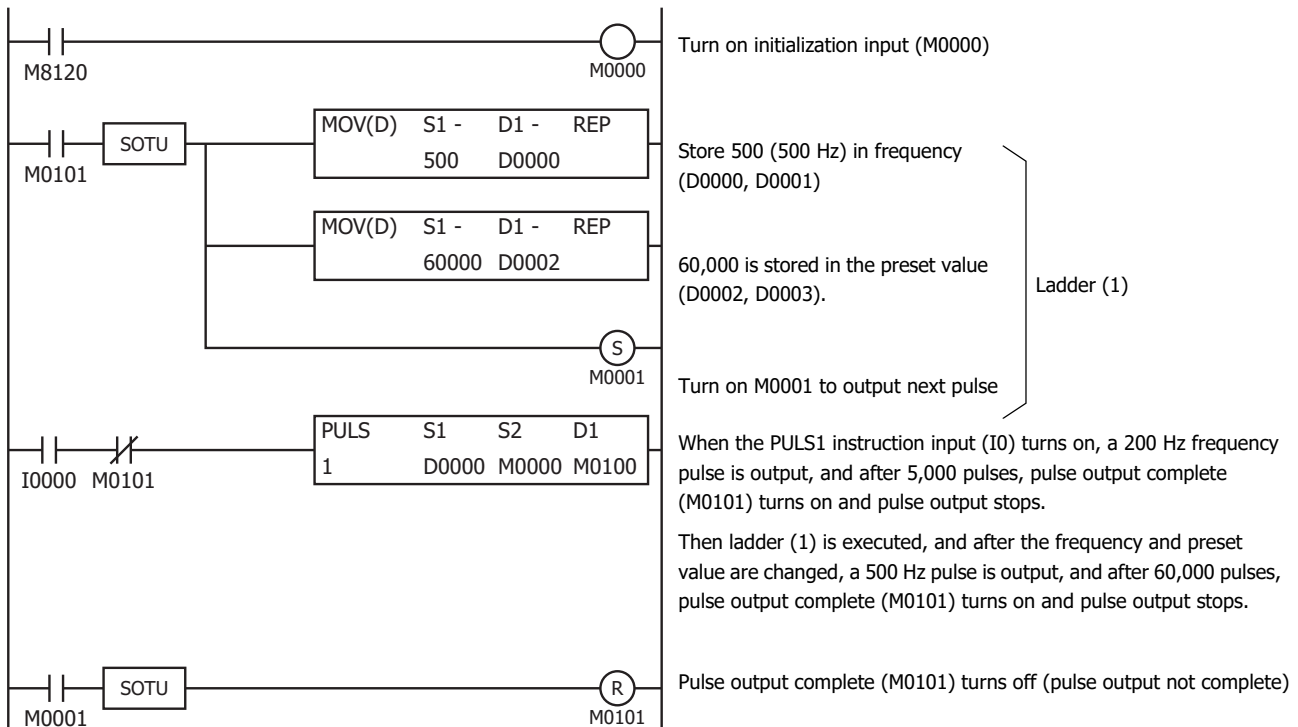 Turn on initialization input (M0000)
M8120
M0000
MOV(D) S1 - D1 - REP
500 D0000
SOTU
M0101
Store 500 (500 Hz) in frequency
(D0000, D0001)
MOV(D) S1 - D1 - REP
60000 D0002
60,000 is stored in the preset value
(D0002, D0003).
Ladder (1)
S
M0001
Turn on M0001 to output next pulse
PULS S1 S2 D1
1 D0000 M0000 M0100
I0000 M0101
When the PULS1 instruction input (I0) turns on, a 200 Hz frequency
pulse is output, and after 5,000 pulses, pulse output complete
(M0101) turns on and pulse output stops.
Then ladder (1) is executed, and after the frequency and preset
value are changed, a 500 Hz pulse is output, and after 60,000 pulses,
pulse output complete (M0101) turns on and pulse output stops.
SOTU
R
Pulse output complete (M0101) turns off (pulse output not complete)
M0001
M0101